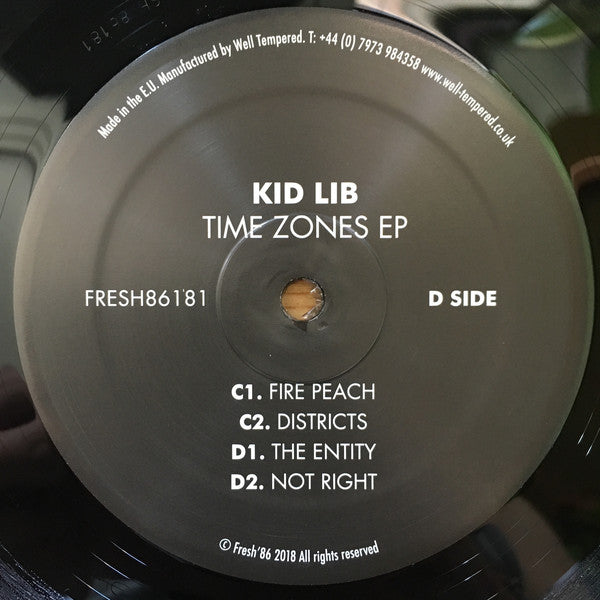 Made in the E.U. Manufactured by Well Tempered. T: +44 (0) 7973 984358 www.well-tempered.co.uk
KID LIB
TIME ZONES EP
FRESH86181 D SIDE
C1. FIRE PEACH
C2. DISTRICTS
D1. THE ENTITY
D2. NOT RIGHT
© Fresh'86 2018 All rights reserved